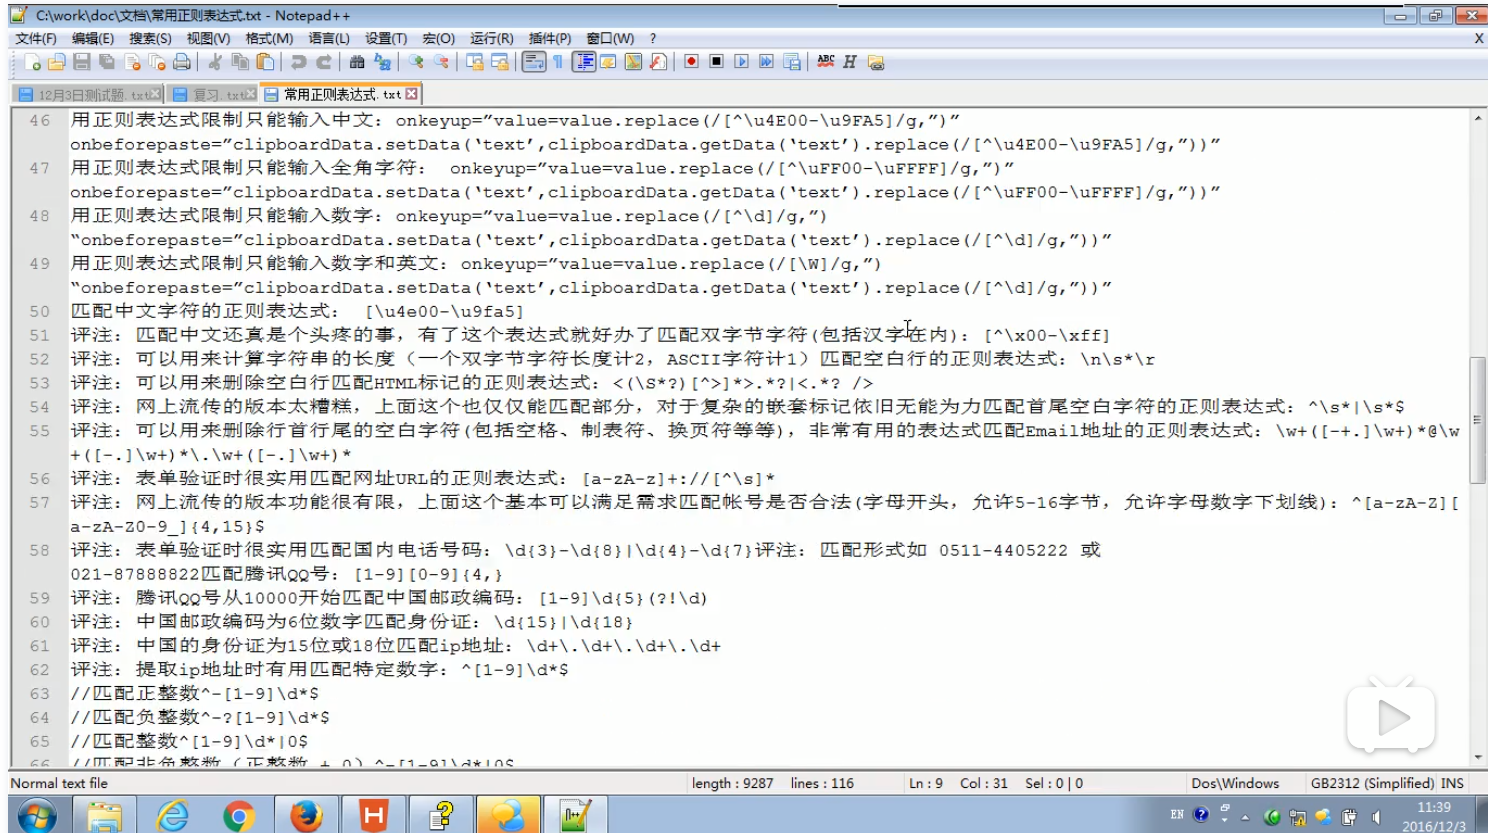 C:\work\doc\文档\常用正则表达式.txt - Notepad++
文件(F) 编辑(E) 搜索(S) 视图(V) 格式(M) 语言(L) 设置(T) 宏(O) 运行(R) 插件(P) 窗口(W) ? X
12月3日测试题.txt 复习.txt 常用正则表达式.txt
46 用正则表达式限制只能输入中文：onkeyup=”value=value.replace(/[^\u4E00-\u9FA5]/g,”)”
onbeforepaste=”clipboardData.setData(‘text’,clipboardData.getData(‘text’).replace(/[^\u4E00-\u9FA5]/g,”))”
47 用正则表达式限制只能输入全角字符： onkeyup=”value=value.replace(/[^\uFF00-\uFFFF]/g,”)”
onbeforepaste=”clipboardData.setData(‘text’,clipboardData.getData(‘text’).replace(/[^\uFF00-\uFFFF]/g,”))”
48 用正则表达式限制只能输入数字：onkeyup=”value=value.replace(/[^\d]/g,”)
“onbeforepaste=”clipboardData.setData(‘text’,clipboardData.getData(‘text’).replace(/[^\d]/g,”))”
49 用正则表达式限制只能输入数字和英文：onkeyup=”value=value.replace(/[\W]/g,”)
“onbeforepaste=”clipboardData.setData(‘text’,clipboardData.getData(‘text’).replace(/[^\d]/g,”))”
50 匹配中文字符的正则表达式： [\u4e00-\u9fa5]
51 评注：匹配中文还真是个头疼的事，有了这个表达式就好办了匹配双字节字符(包括汉字在内)：[^\x00-\xff]
52 评注：可以用来计算字符串的长度（一个双字节字符长度计2，ASCII字符计1）匹配空白行的正则表达式：\n\s*\r
53 评注：可以用来删除空白行匹配HTML标记的正则表达式：<(\S*?)[^>]*>.*?|<.*? />
54 评注：网上流传的版本太糟糕，上面这个也仅仅能匹配部分，对于复杂的嵌套标记依旧无能为力匹配首尾空白字符的正则表达式：^\s*|\s*$
55 评注：可以用来删除行首行尾的空白字符(包括空格、制表符、换页符等等)，非常有用的表达式匹配Email地址的正则表达式：\w+([-+.]\w+)*@\w
+([-.]\w+)*\.\w+([-.]\w+)*
56 评注：表单验证时很实用匹配网址URL的正则表达式：[a-zA-z]+://[^\s]*
57 评注：网上流传的版本功能很有限，上面这个基本可以满足需求匹配帐号是否合法(字母开头，允许5-16字节，允许字母数字下划线)：^[a-zA-Z][
a-zA-Z0-9_]{4,15}$
58 评注：表单验证时很实用匹配国内电话号码：\d{3}-\d{8}|\d{4}-\d{7}评注：匹配形式如 0511-4405222 或
021-87888822匹配腾讯QQ号：[1-9][0-9]{4,}
59 评注：腾讯QQ号从10000开始匹配中国邮政编码：[1-9]\d{5}(?!\d)
60 评注：中国邮政编码为6位数字匹配身份证：\d{15}|\d{18}
61 评注：中国的身份证为15位或18位匹配ip地址：\d+\.\d+\.\d+\.\d+
62 评注：提取ip地址时有用匹配特定数字：^[1-9]\d*$
63 //匹配正整数^-[1-9]\d*$
64 //匹配负整数^-?[1-9]\d*$
65 //匹配整数^[1-9]\d*|0$
66 //匹配非负整数（正整数 + 0）^-[1-9]\d*|0$
Normal text file length : 9287 lines : 116 Ln : 9 Col : 31 Sel : 0 | 0 Dos\Windows GB2312 (Simplified) INS
EN 11:39
2016/12/3